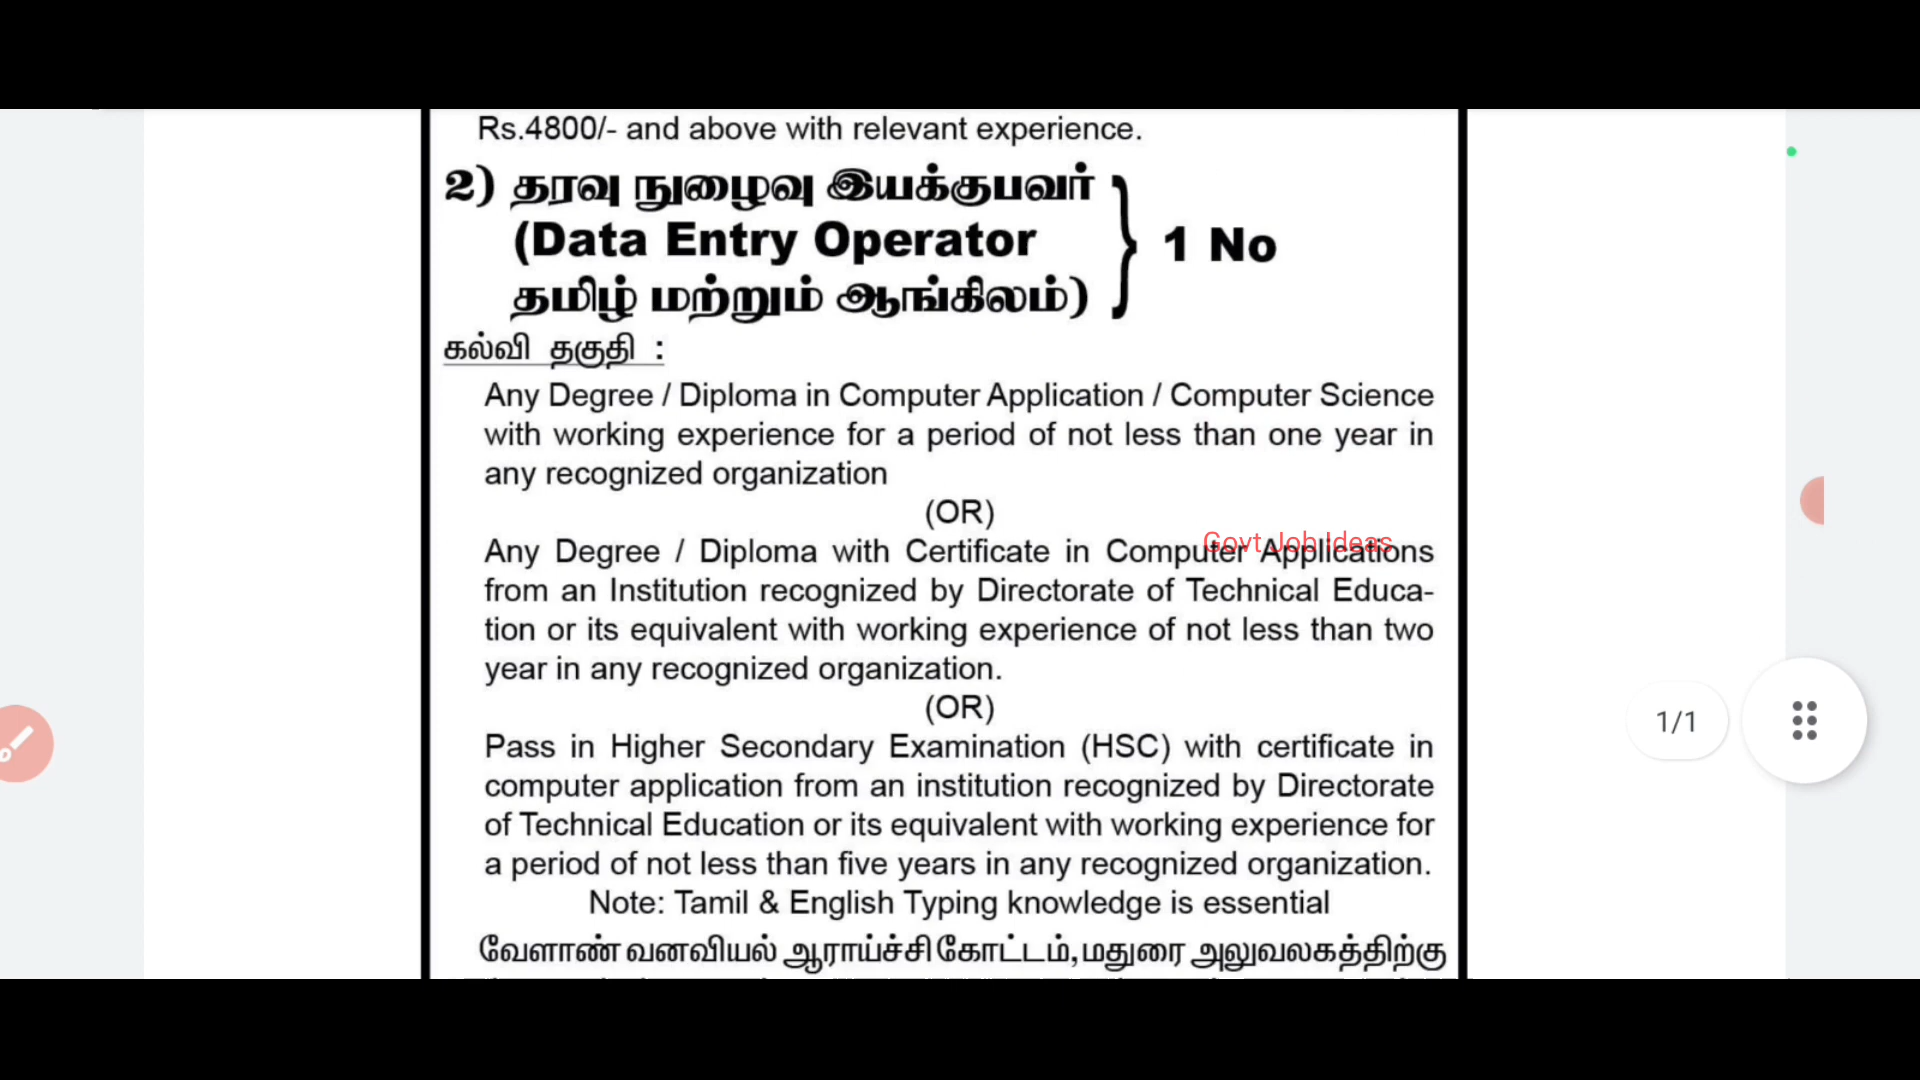 Rs.4800/- and above with relevant experience.
2) தரவு நுழைவு இயக்குபவர்
(Data Entry Operator
தமிழ் மற்றும் ஆங்கிலம்)
} 1 No
கல்வி தகுதி :
Any Degree / Diploma in Computer Application / Computer Science
with working experience for a period of not less than one year in
any recognized organization
(OR)
Govt Job Ideas
Any Degree / Diploma with Certificate in Computer Applications
from an Institution recognized by Directorate of Technical Educa-
tion or its equivalent with working experience of not less than two
year in any recognized organization.
(OR)
1/1
Pass in Higher Secondary Examination (HSC) with certificate in
computer application from an institution recognized by Directorate
of Technical Education or its equivalent with working experience for
a period of not less than five years in any recognized organization.
Note: Tamil & English Typing knowledge is essential
வேளாண் வனவியல் ஆராய்ச்சி கோட்டம், மதுரை அலுவலகத்திற்கு